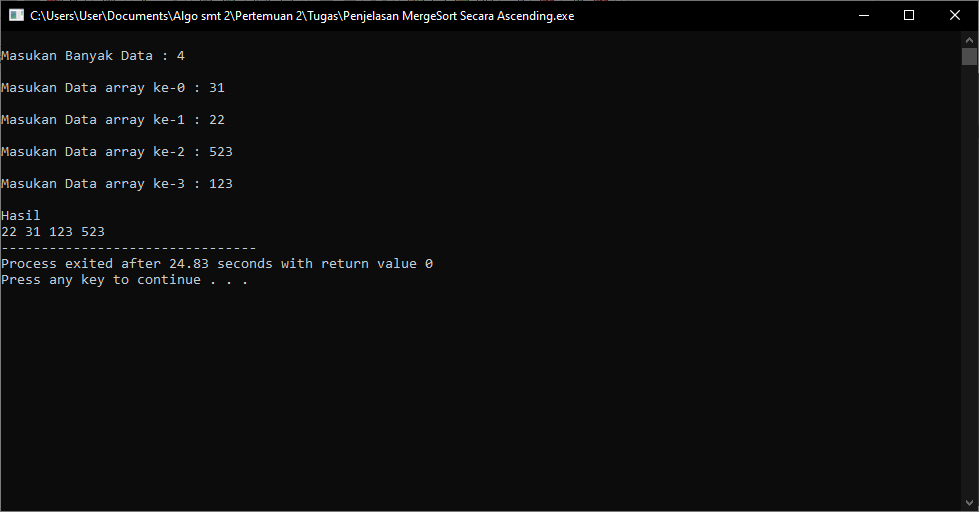 C:\Users\User\Documents\Algo smt 2\Pertemuan 2\Tugas\Penjelasan MergeSort Secara Ascending.exe
Masukan Banyak Data : 4
Masukan Data array ke-0 : 31
Masukan Data array ke-1 : 22
Masukan Data array ke-2 : 523
Masukan Data array ke-3 : 123
Hasil
22 31 123 523
--------------------------------
Process exited after 24.83 seconds with return value 0
Press any key to continue . . .